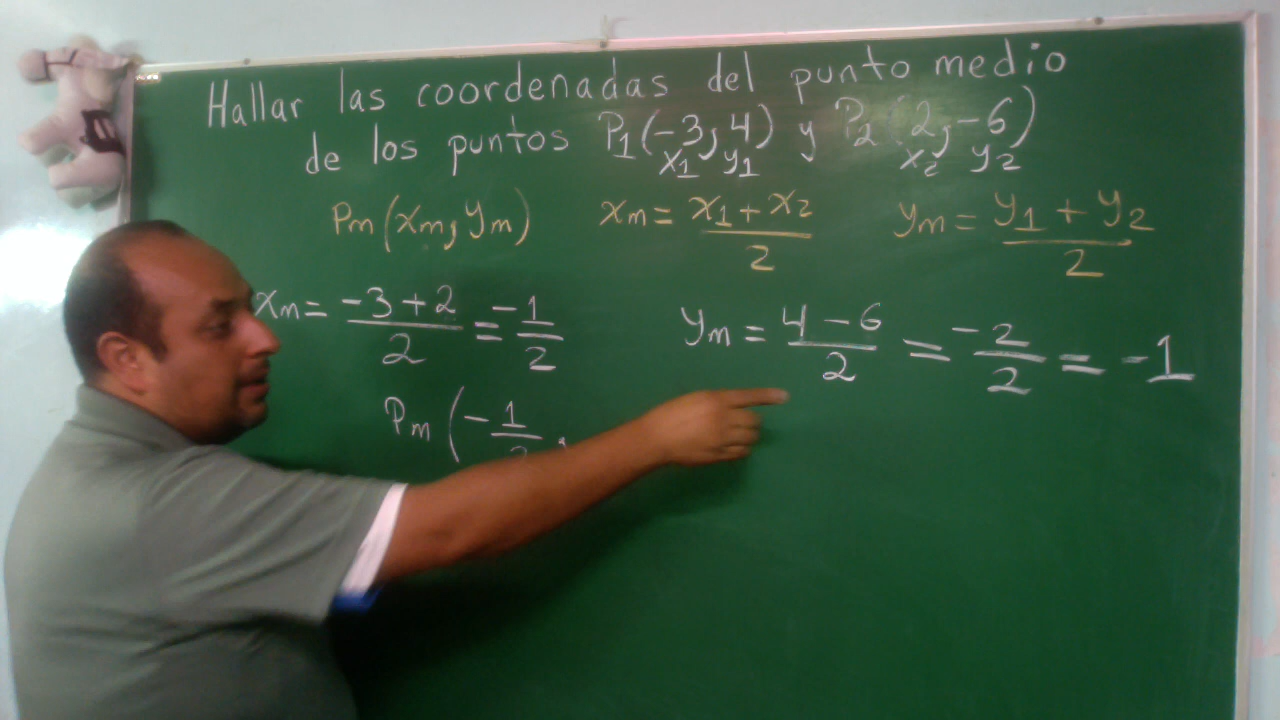 Hallar las coordenadas del punto medio
de los puntos P1(-3, 4) y P2(2, -6)
x1 y1 x2 y2
Pm(xm, ym) xm = x1 + x2 / 2 ym = y1 + y2 / 2
xm = -3 + 2 / 2 = -1 / 2 ym = 4 - 6 / 2 = -2 / 2 = -1
Pm(-1 / 2,